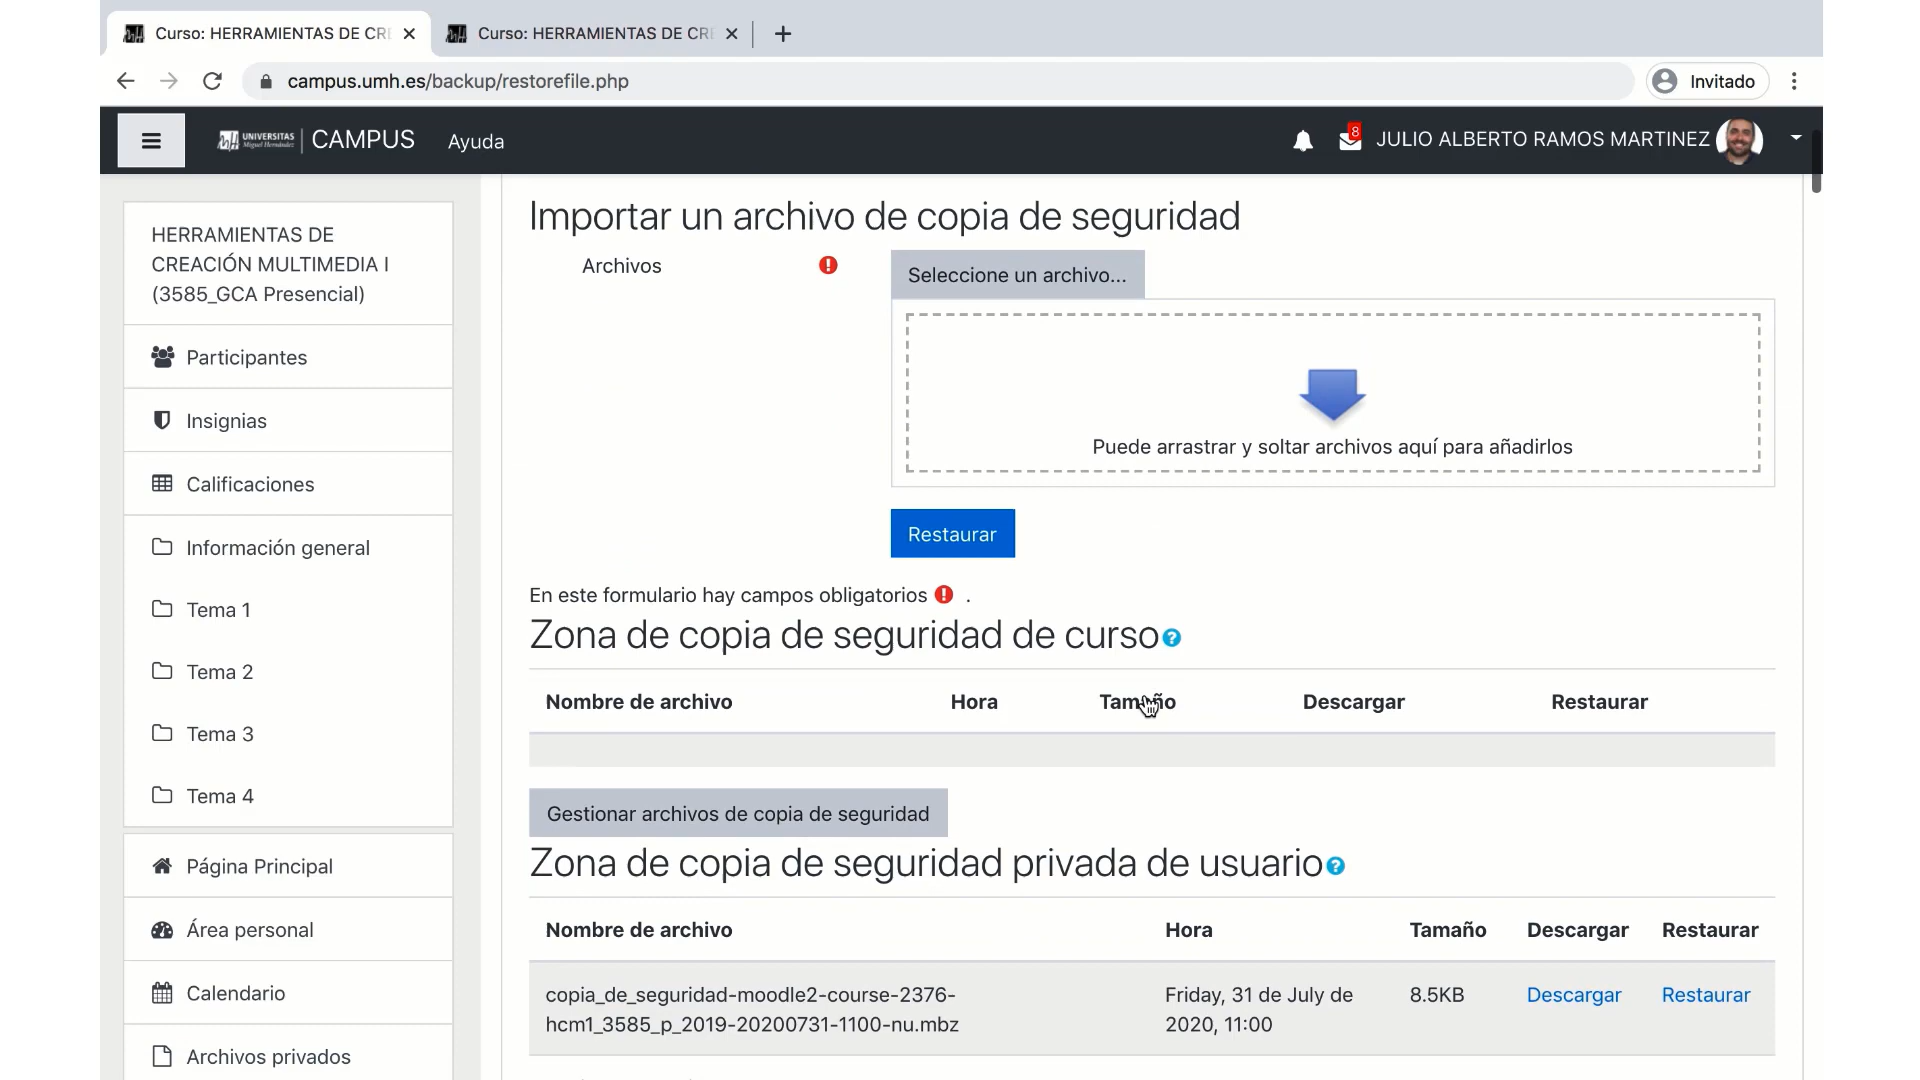 Curso: HERRAMIENTAS DE CRE
Curso: HERRAMIENTAS DE CRE
campus.umh.es/backup/restorefile.php
Invitado
UNIVERSITAS
Miguel Hernández
CAMPUS
Ayuda
8
JULIO ALBERTO RAMOS MARTINEZ
HERRAMIENTAS DE
CREACIÓN MULTIMEDIA I
(3585_GCA Presencial)
Participantes
Insignias
Calificaciones
Información general
Tema 1
Tema 2
Tema 3
Tema 4
Página Principal
Área personal
Calendario
Archivos privados
Importar un archivo de copia de seguridad
Archivos
Seleccione un archivo...
Puede arrastrar y soltar archivos aquí para añadirlos
Restaurar
En este formulario hay campos obligatorios .
Zona de copia de seguridad de curso
Nombre de archivo Hora Tamaño Descargar Restaurar
Gestionar archivos de copia de seguridad
Zona de copia de seguridad privada de usuario
Nombre de archivo Hora Tamaño Descargar Restaurar
copia_de_seguridad-moodle2-course-2376- Friday, 31 de July de 8.5KB Descargar Restaurar
hcm1_3585_p_2019-20200731-1100-nu.mbz 2020, 11:00